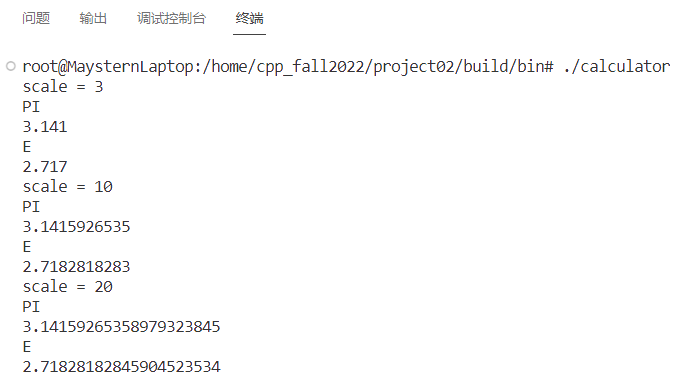 问题 输出 调试控制台 终端
root@MaysternLaptop:/home/cpp_fall2022/project02/build/bin# ./calculator
scale = 3
PI
3.141
E
2.717
scale = 10
PI
3.1415926535
E
2.7182818283
scale = 20
PI
3.14159265358979323845
E
2.71828182845904523534